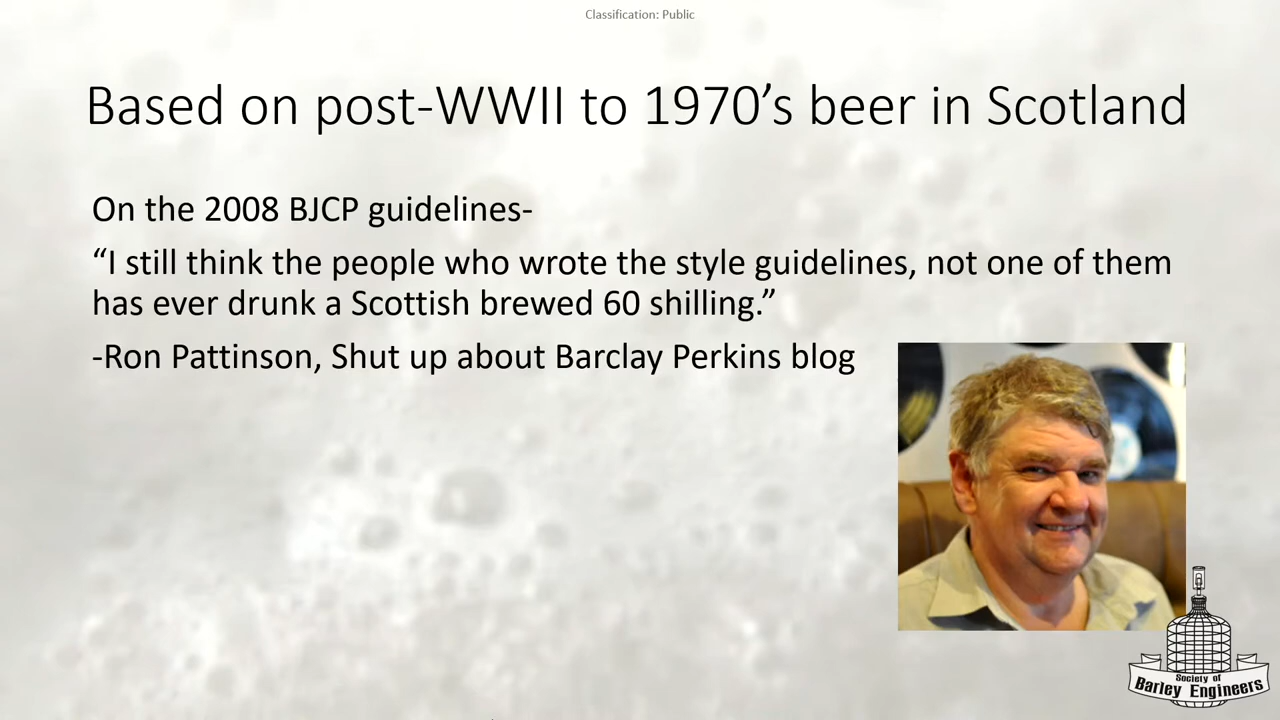 Classification: Public
Based on post-WWII to 1970’s beer in Scotland
On the 2008 BJCP guidelines-
“I still think the people who wrote the style guidelines, not one of them
has ever drunk a Scottish brewed 60 shilling.”
-Ron Pattinson, Shut up about Barclay Perkins blog
Society of
Barley Engineers